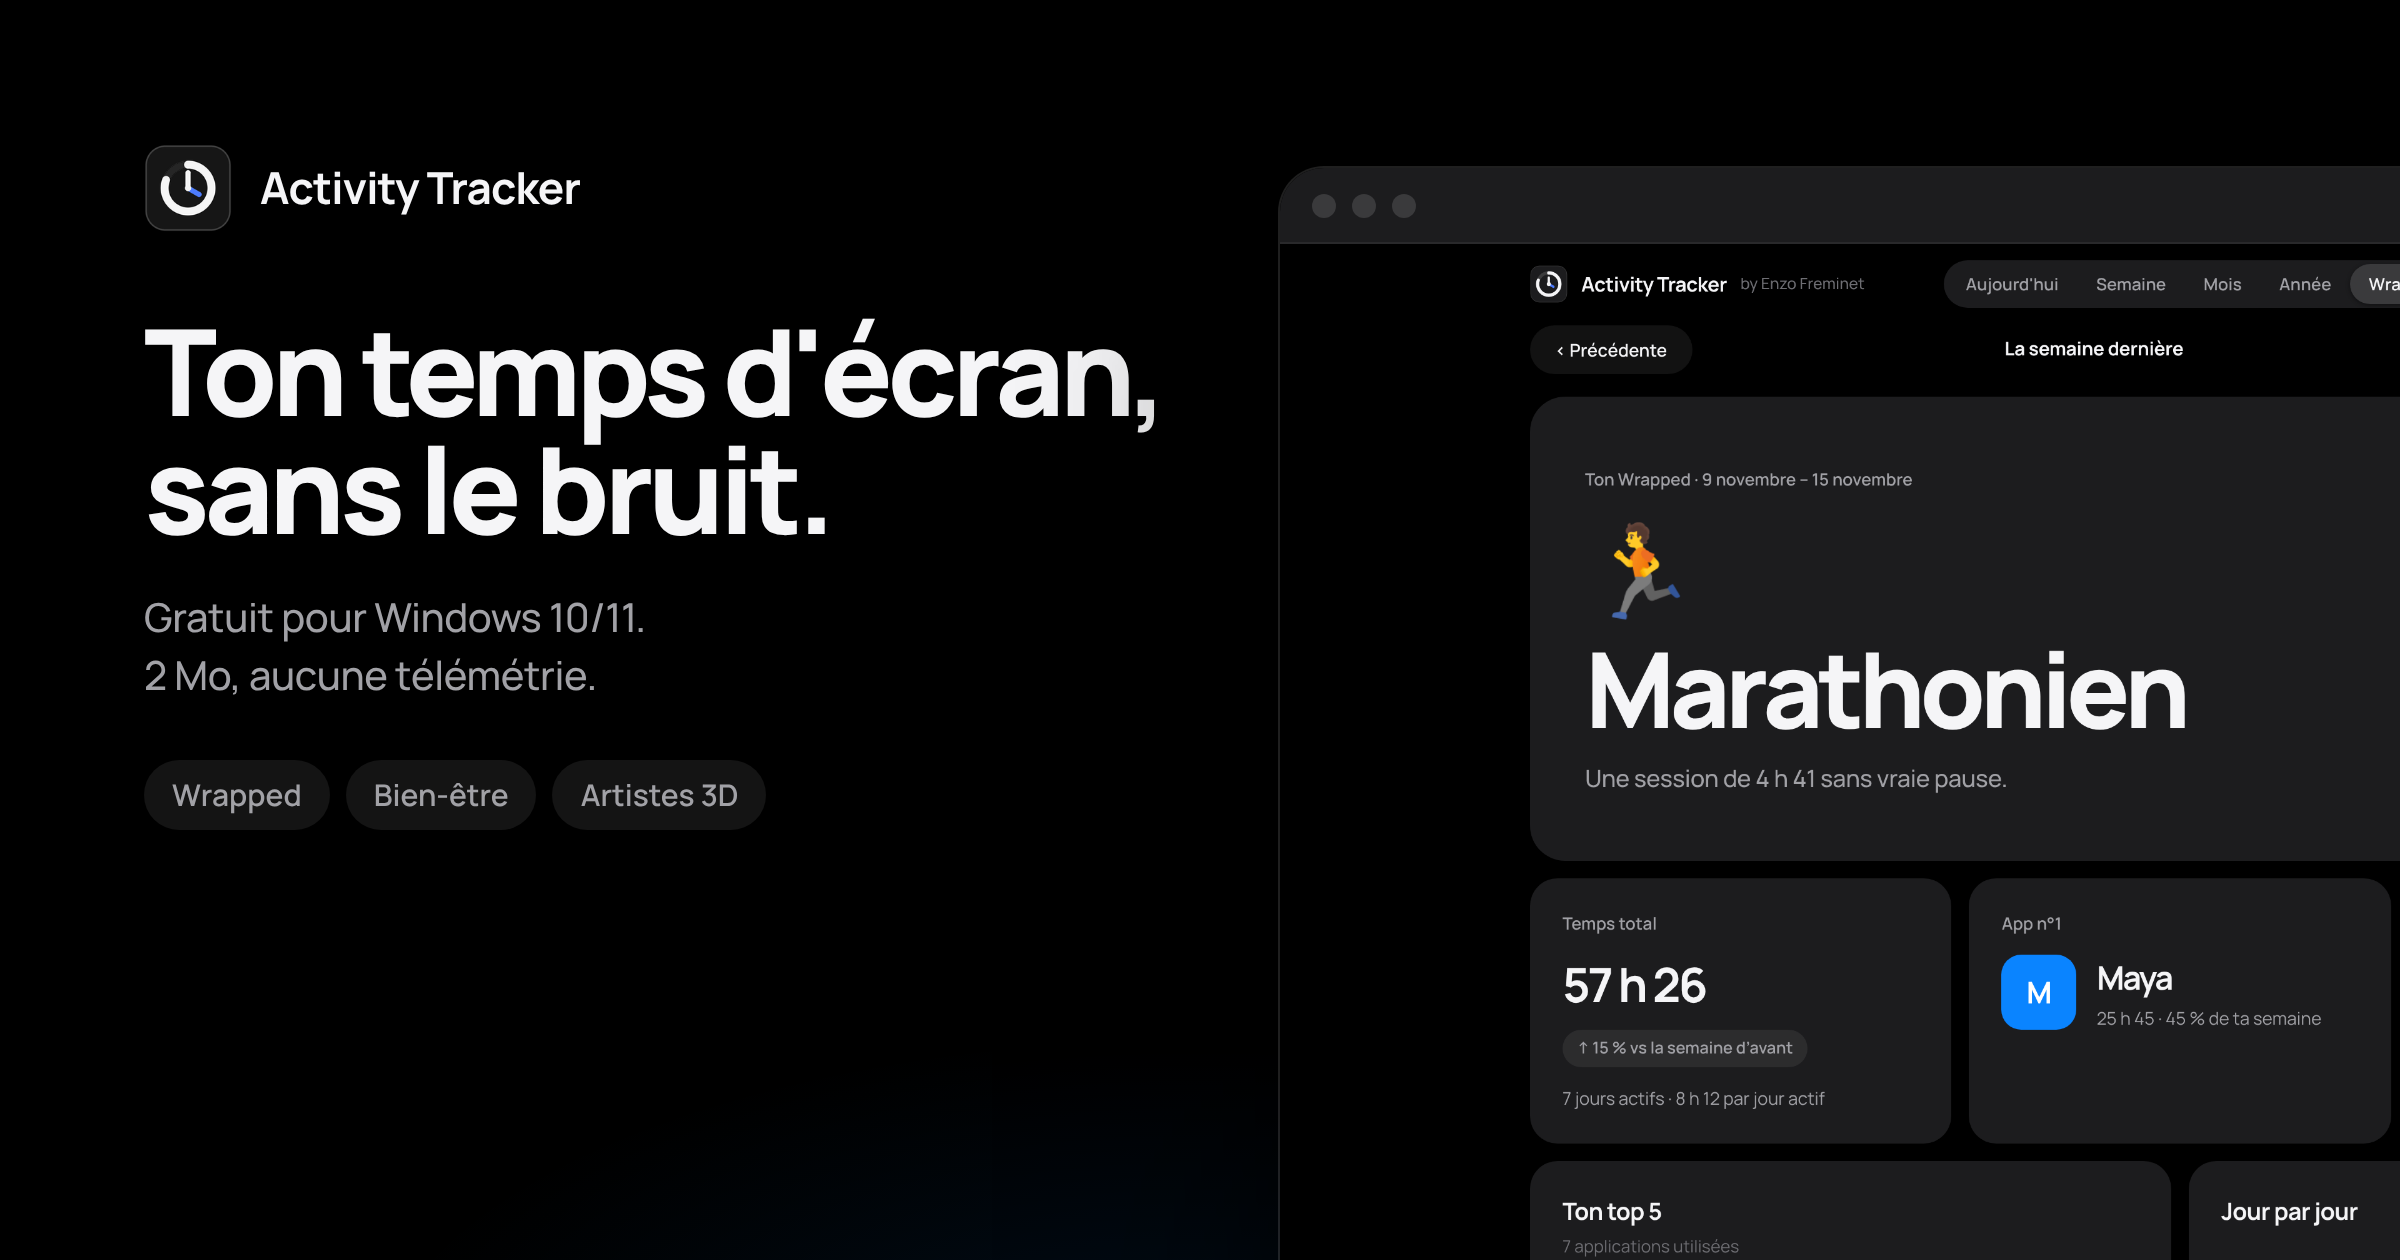 Activity Tracker
Ton temps d'écran,
sans le bruit.
Gratuit pour Windows 10/11.
2 Mo, aucune télémétrie.
Wrapped
Bien-être
Artistes 3D
Activity Tracker by Enzo Freminet
Aujourd'hui Semaine Mois Année Wra
‹ Précédente
La semaine dernière
Ton Wrapped · 9 novembre – 15 novembre
Marathonien
Une session de 4 h 41 sans vraie pause.
Temps total
57 h 26
↑ 15 % vs la semaine d’avant
7 jours actifs · 8 h 12 par jour actif
App n°1
M
Maya
25 h 45 · 45 % de ta semaine
Ton top 5
7 applications utilisées
Jour par jour